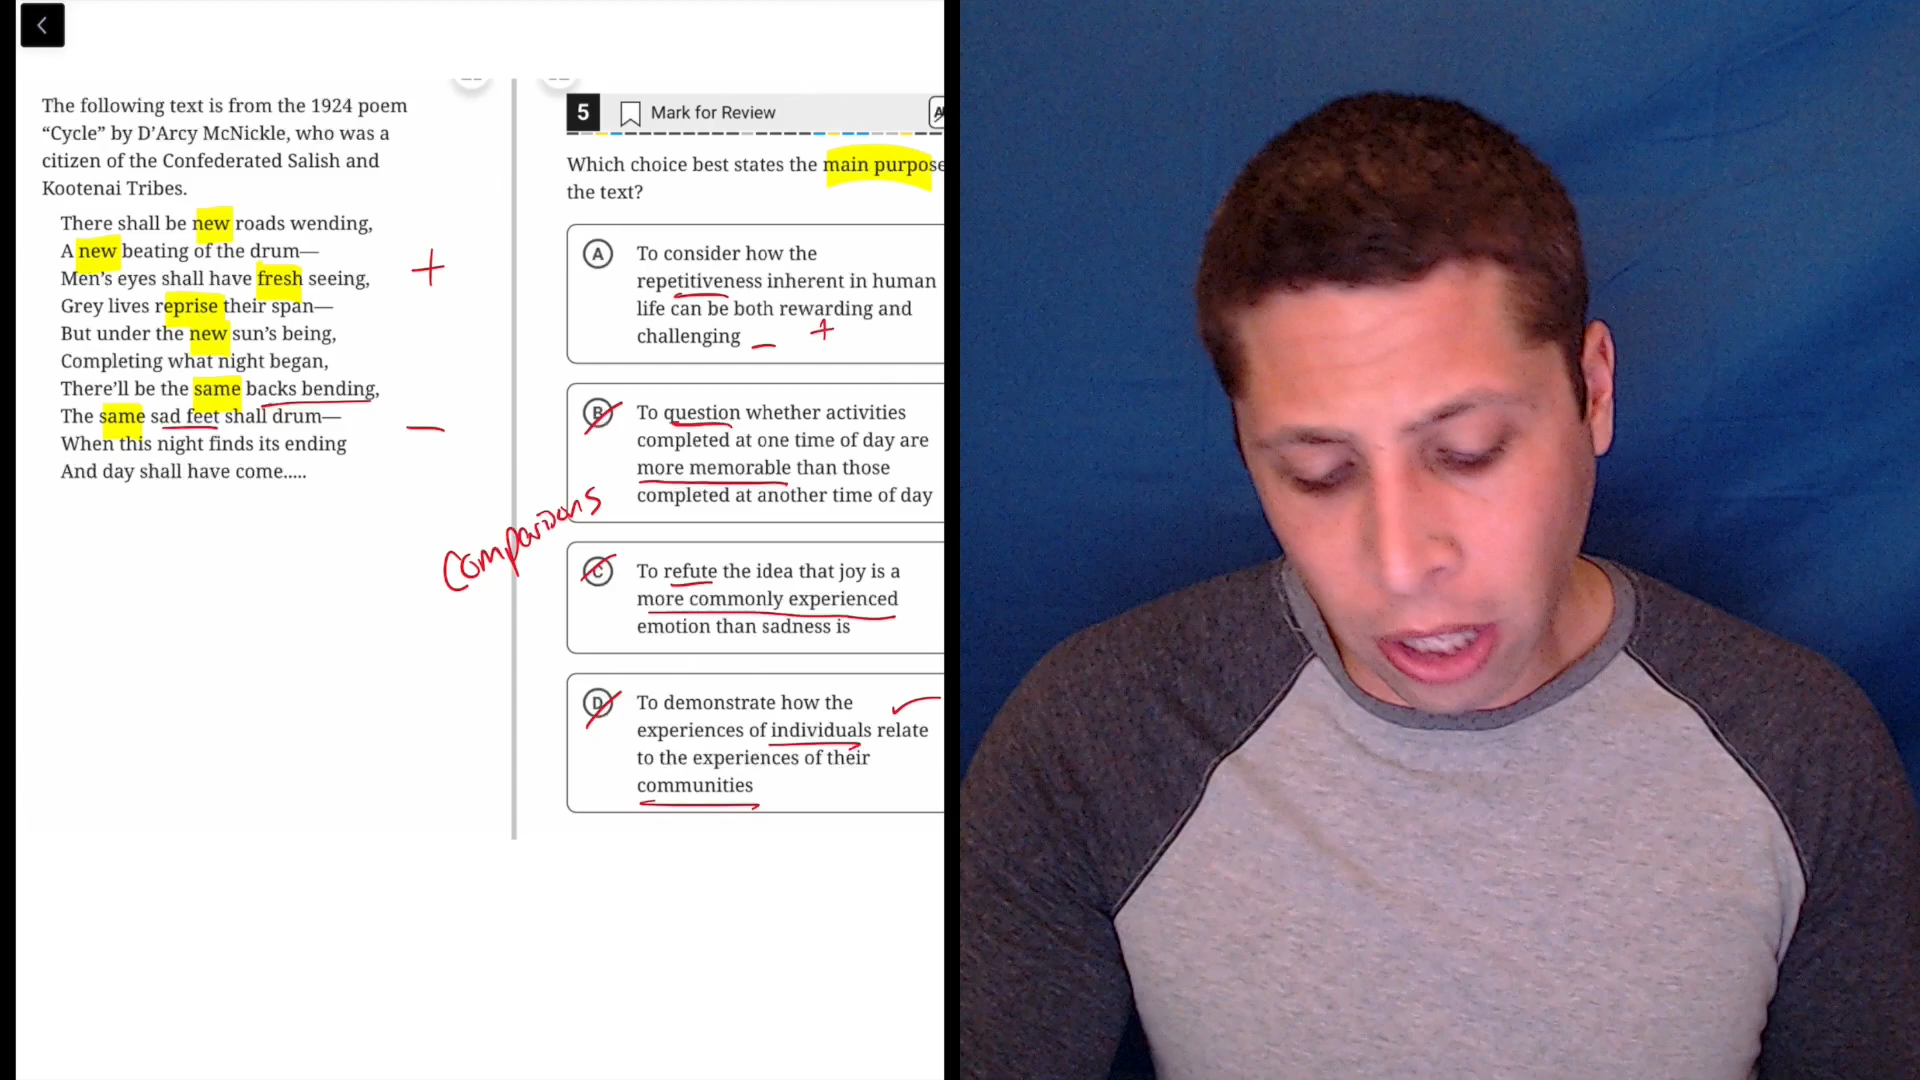 The following text is from the 1924 poem
“Cycle” by D’Arcy McNickle, who was a
citizen of the Confederated Salish and
Kootenai Tribes.
There shall be new roads wending,
A new beating of the drum—
Men’s eyes shall have fresh seeing,
Grey lives reprise their span—
But under the new sun’s being,
Completing what night began,
There’ll be the same backs bending,
The same sad feet shall drum—
When this night finds its ending
And day shall have come.....
+
–
Comparisons
5 Mark for Review
Which choice best states the main purpose
the text?
A To consider how the
repetitiveness inherent in human
life can be both rewarding and
challenging – +
B To question whether activities
completed at one time of day are
more memorable than those
completed at another time of day
C To refute the idea that joy is a
more commonly experienced
emotion than sadness is
D To demonstrate how the
experiences of individuals relate
to the experiences of their
communities